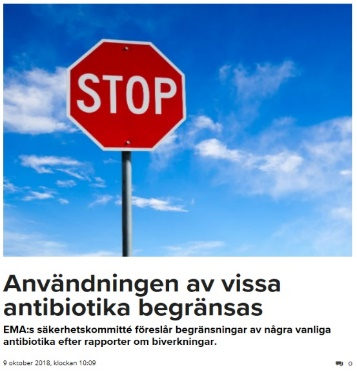 STOP
Användningen av vissa
antibiotika begränsas
EMA:s säkerhetskommitté föreslår begränsningar av några vanliga
antibiotika efter rapporter om biverkningar.
9 oktober 2018, klockan 10:09
0